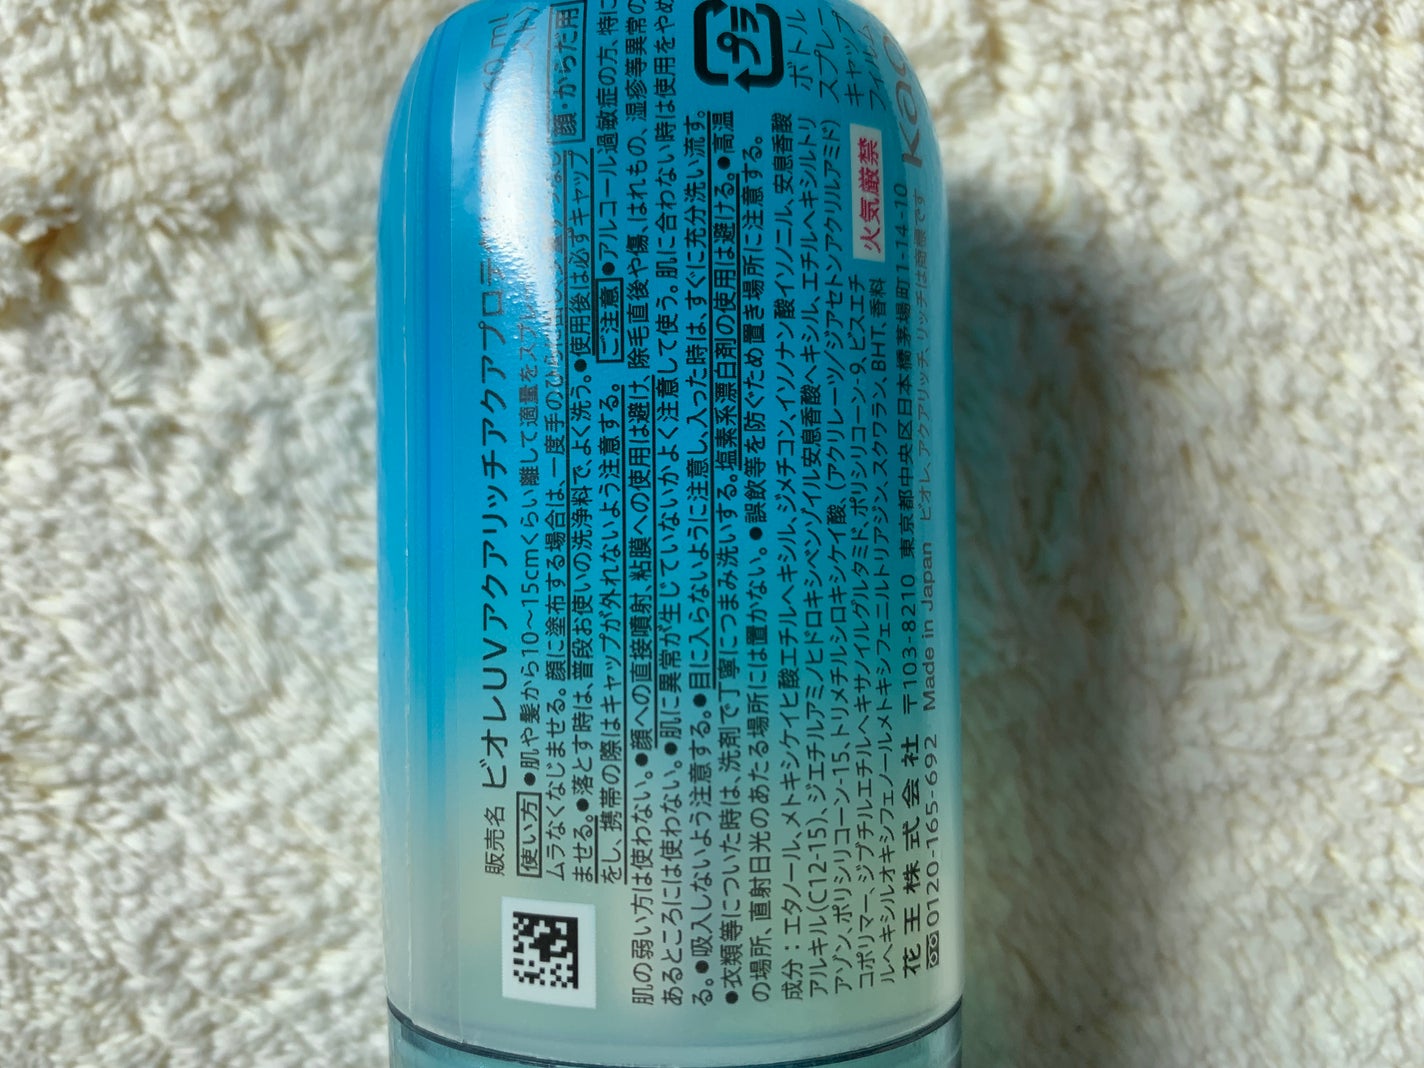 販売名 ビオレUVアクアリッチアクアプロテ
60 mL
使い方 ●肌や髪から10〜15cmくらい離して適量をスプレ
ムラなくなじませる。顔に塗布する場合は、一度手の
ませる。●落とす時は、普段お使いの洗浄料で、よく洗う。●使用後は必ずキャップ
顔・からだ用
をし、携帯の際はキャップが外れないよう注意する。 ご注意 ●アルコール過敏症の方、特に
肌の弱い方は使わない。●顔への直接噴射、粘膜への使用は避け、除毛直後や傷、はれもの、湿疹等異常の
あるところには使わない。●肌に異常が生じていないかよく注意して使う。肌に合わない時は使用をやめ
る。●吸入しないよう注意する。●目に入らないように注意し、入った時は、すぐに充分洗い流す。
●衣類等についた時は、洗剤で丁寧につまみ洗いする。塩素系漂白剤の使用は避ける。●高温
の場所、直射日光のあたる場所には置かない。●誤飲等を防ぐため置き場所に注意する。
成分：エタノール、メトキシケイヒ酸エチルヘキシル、ジメチコン、イソノナン酸イソノニル、安息香酸
アルキル(C12-15)、ジエチルアミノヒドロキシベンゾイル安息香酸ヘキシル、エチルヘキシルトリ
アゾン、ポリシリコーン-15、トリメチルシロキシケイ酸、(アクリレーツ/ジアセトンアクリルアミド)
コポリマー、ジブチルエチルヘキサノイルグルタミド、ポリシリコーン-9、ビスエチ
ルヘキシルオキシフェノールメトキシフェニルトリアジン、スクワラン、BHT、香料
火気厳禁
プラ
ボトル
スプレー
キャップ
フィルム
花王株式会社 〒103-8210 東京都中央区日本橋茅場町1-14-10
0120-165-692 Made in Japan ビオレ、アクアリッチ、リッチは商標です
Kao